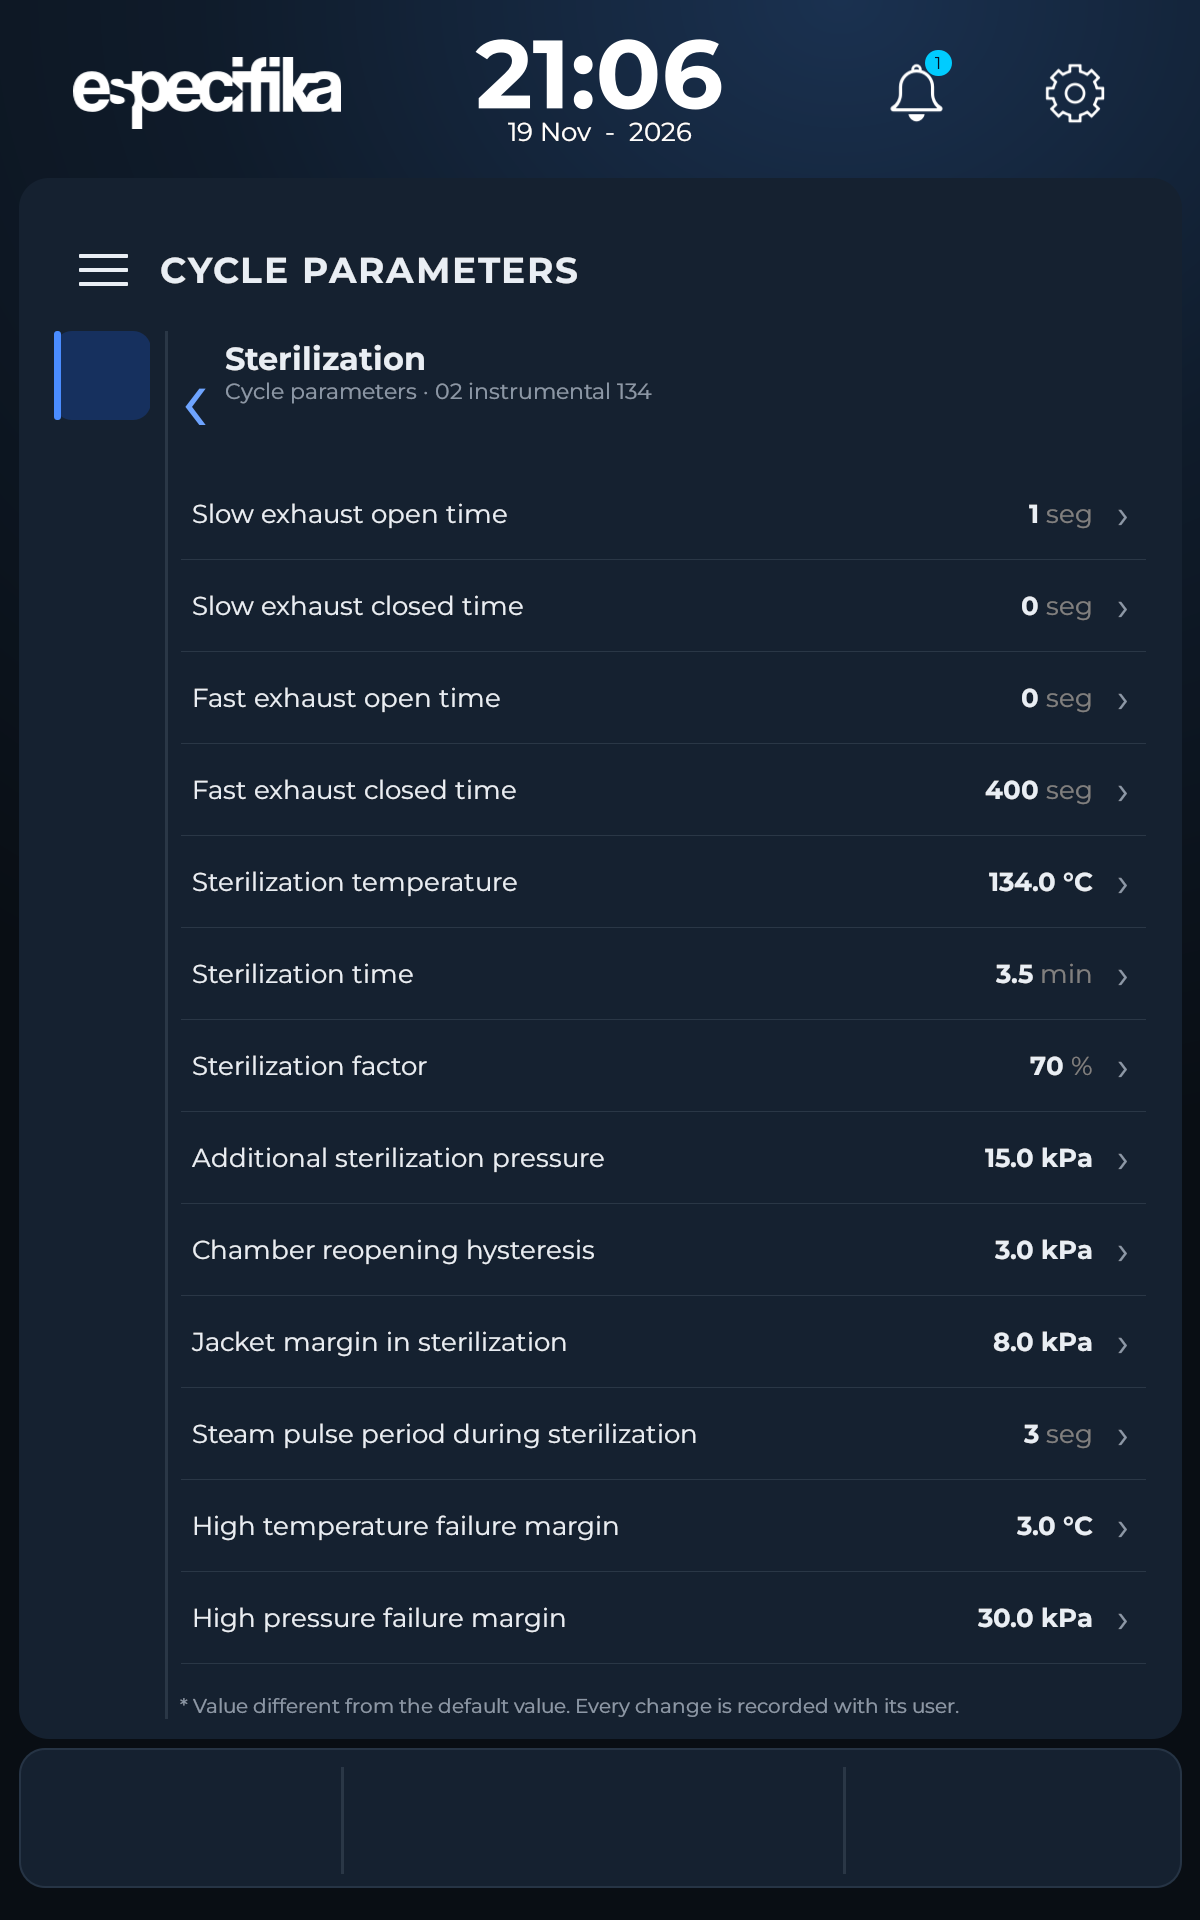 especifika
21:06
1
19 Nov - 2026
CYCLE PARAMETERS
Sterilization
Cycle parameters · 02 instrumental 134
Slow exhaust open time 1 seg
Slow exhaust closed time 0 seg
Fast exhaust open time 0 seg
Fast exhaust closed time 400 seg
Sterilization temperature 134.0 °C
Sterilization time 3.5 min
Sterilization factor 70 %
Additional sterilization pressure 15.0 kPa
Chamber reopening hysteresis 3.0 kPa
Jacket margin in sterilization 8.0 kPa
Steam pulse period during sterilization 3 seg
High temperature failure margin 3.0 °C
High pressure failure margin 30.0 kPa
* Value different from the default value. Every change is recorded with its user.